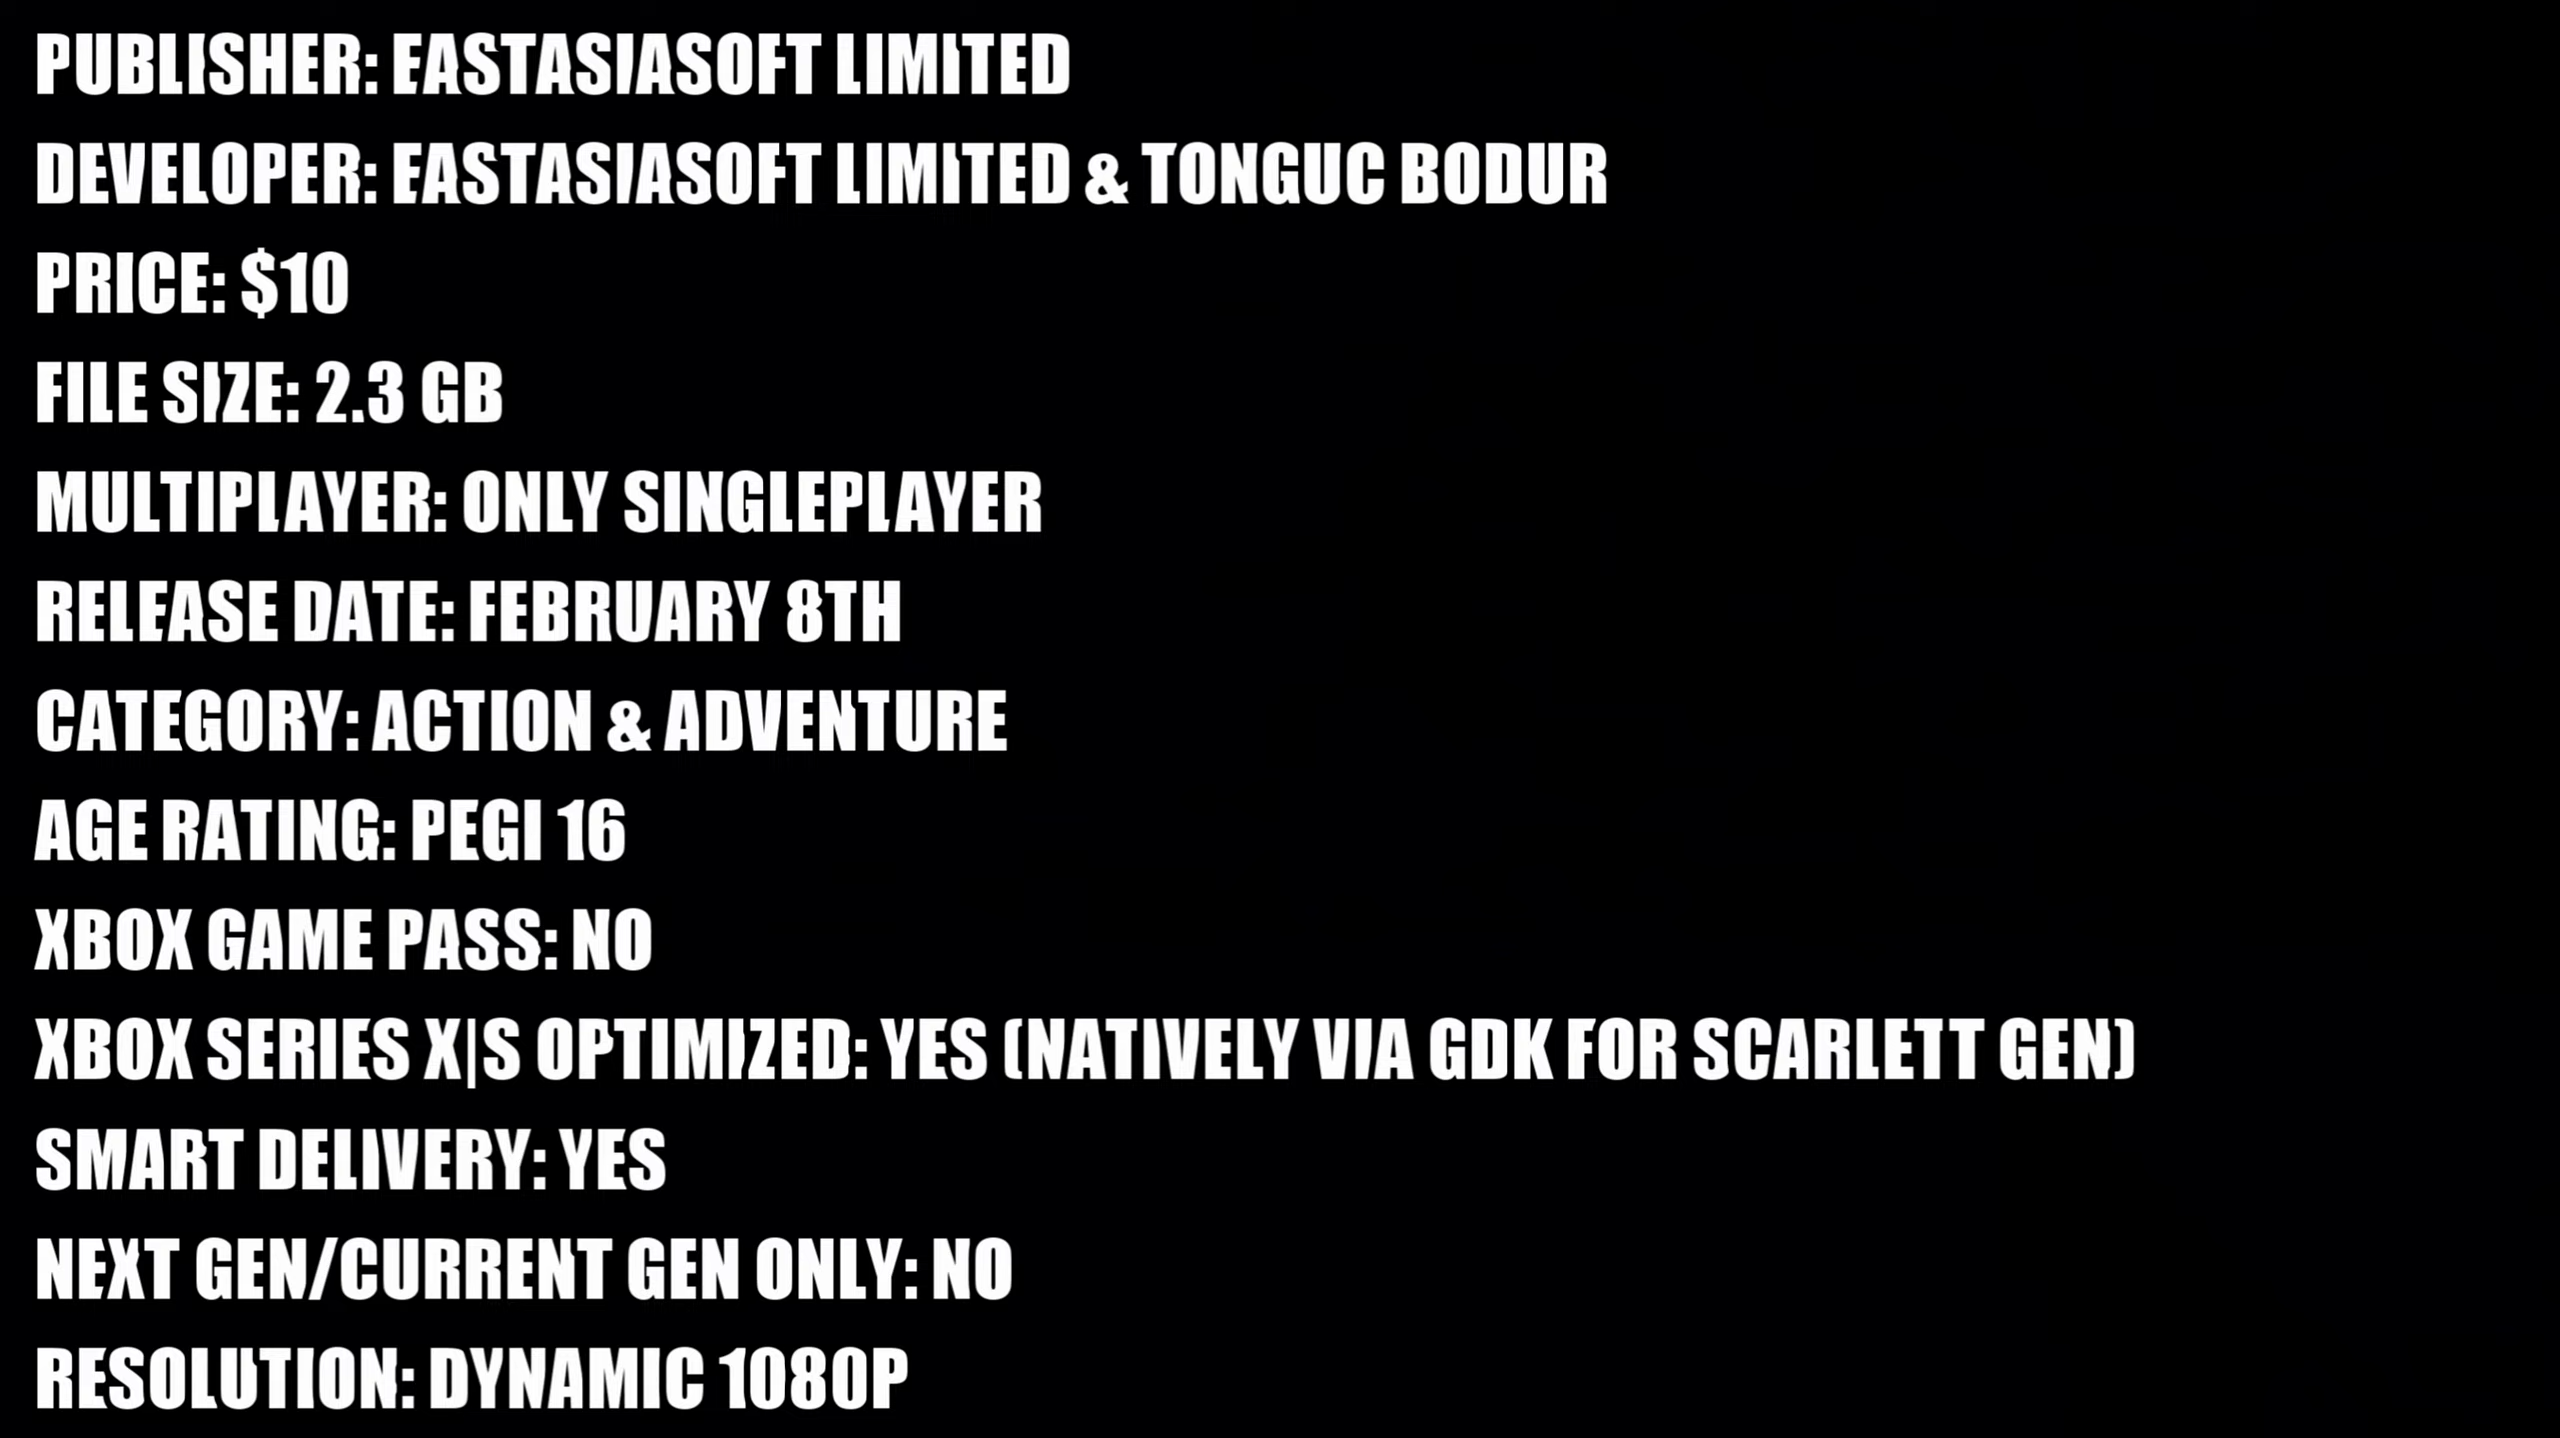 PUBLISHER: EASTASIASOFT LIMITED
DEVELOPER: EASTASIASOFT LIMITED & TONGUC BODUR
PRICE: $10
FILE SIZE: 2.3 GB
MULTIPLAYER: ONLY SINGLEPLAYER
RELEASE DATE: FEBRUARY 8TH
CATEGORY: ACTION & ADVENTURE
AGE RATING: PEGI 16
XBOX GAME PASS: NO
XBOX SERIES X|S OPTIMIZED: YES (NATIVELY VIA GDK FOR SCARLETT GEN)
SMART DELIVERY: YES
NEXT GEN/CURRENT GEN ONLY: NO
RESOLUTION: DYNAMIC 1080P